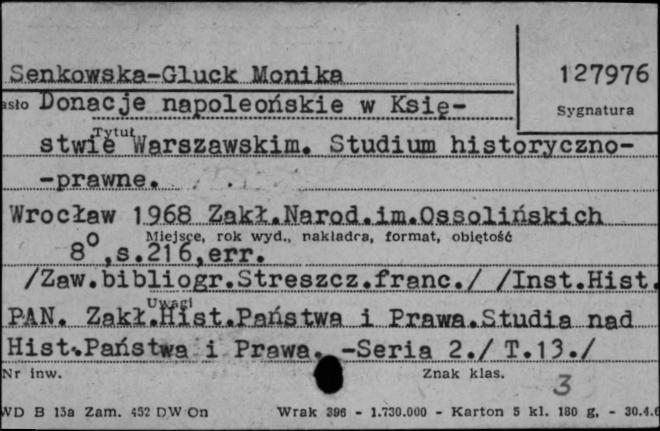 Senkowska-Gluck Monika
127976
asło Donacje napoleońskie w Księ-
Sygnatura
Tytuł
stwie Warszawskim. Studium historyczno-
-prawne.
Wrocław 1968 Zakł.Narod.im.Ossolińskich
Miejsce, rok wyd., nakładca, format, objętość
8°,s.216,err.
/Zaw.bibliogr.Streszcz.franc./ /Inst.Hist.
Uwagi
PAN. Zakł.Hist.Państwa i Prawa.Studia nad
Hist.Państwa i Prawa. -Seria 2./ T.13./
Nr inw.
Znak klas.
3
WD B 15a Zam. 452 DW On Wrak 396 - 1.730.000 - Karton 5 kl. 180 g, - 30.4.6